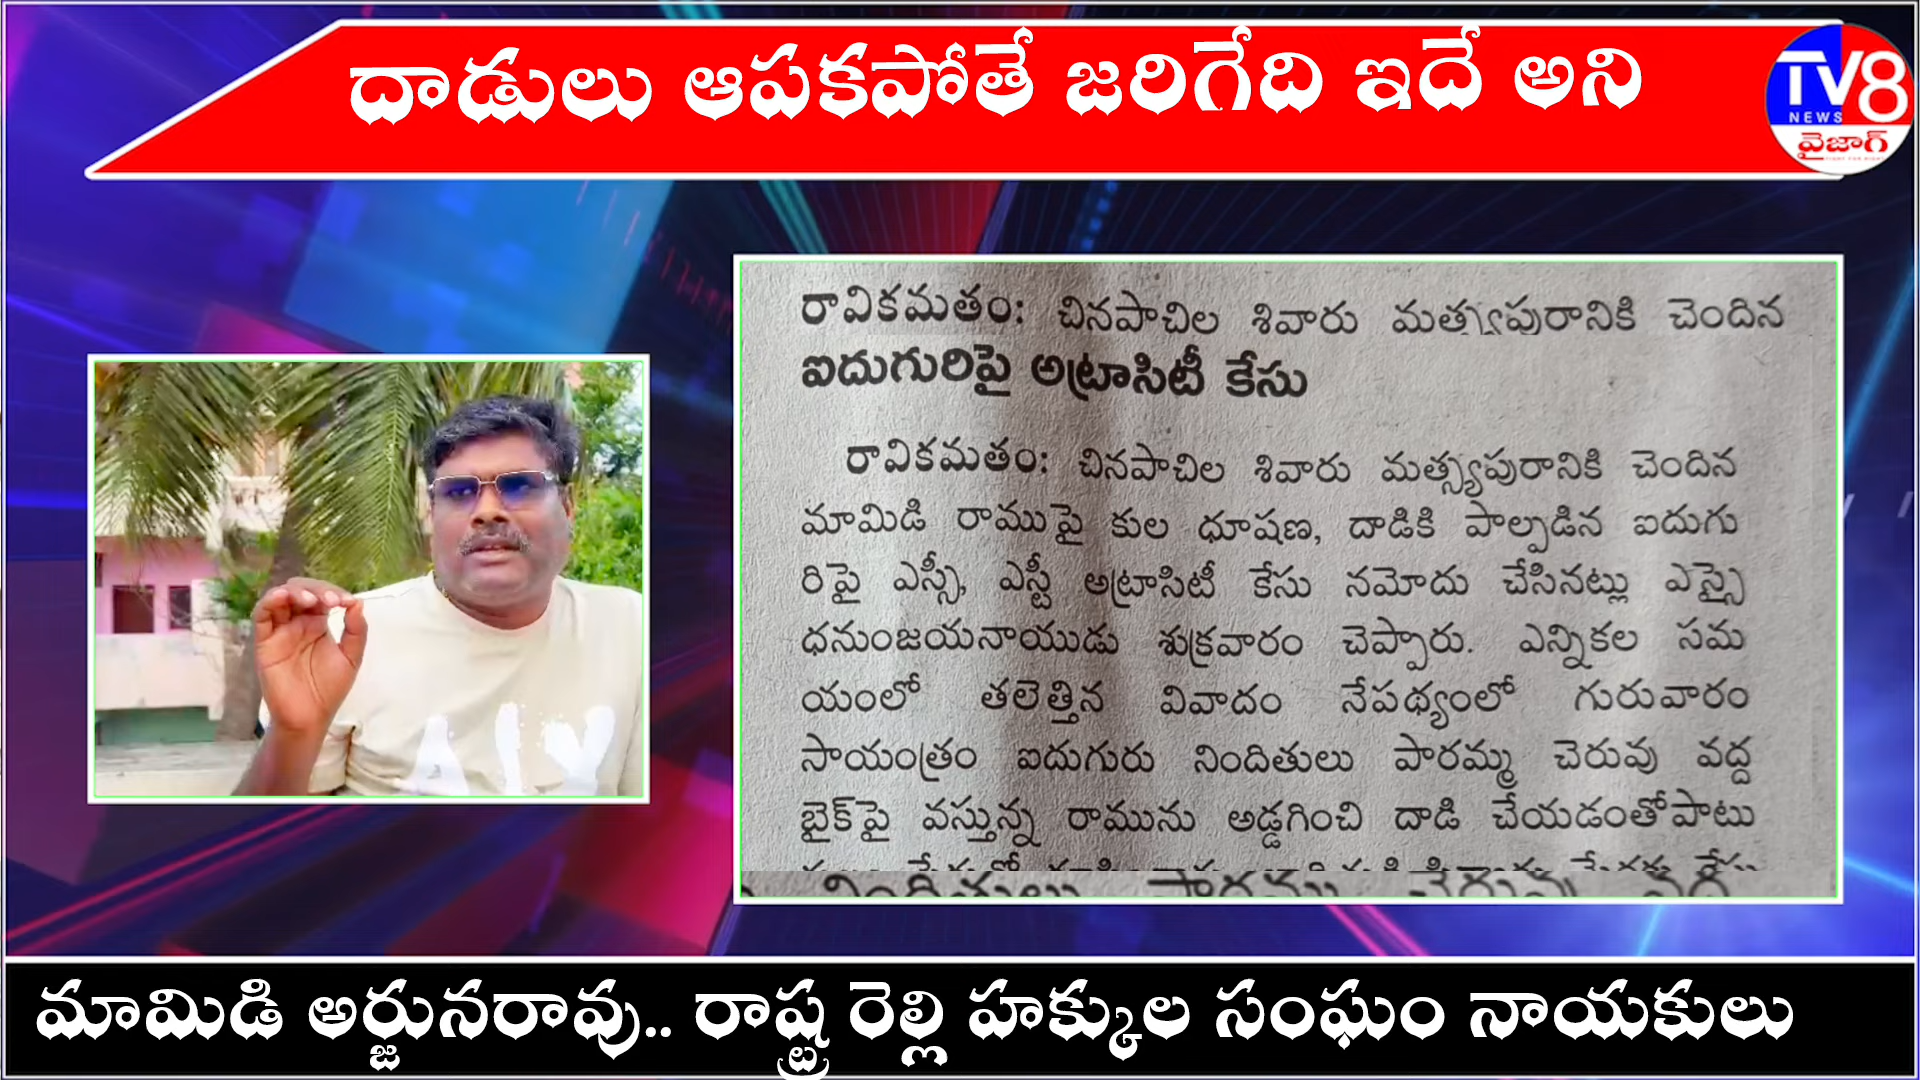 దాడులు ఆపకపోతే జరిగేది ఇదే అని
TV8
NEWS
వైజాగ్
రావికమతం: చినపాచిల శివారు మత్స్యపురానికి చెందిన
ఐదుగురిపై అట్రాసిటీ కేసు
రావికమతం: చినపాచిల శివారు మత్స్యపురానికి చెందిన
మామిడి రాముపై కుల ధూషణ, దాడికి పాల్పడిన ఐదుగు
రిపై ఎస్సీ, ఎస్టీ అట్రాసిటీ కేసు నమోదు చేసినట్లు ఎస్సై
ధనుంజయనాయుడు శుక్రవారం చెప్పారు. ఎన్నికల సమ
యంలో తలెత్తిన వివాదం నేపథ్యంలో గురువారం
సాయంత్రం ఐదుగురు నిందితులు పారమ్మ చెరువు వద్ద
బైక్‌పై వస్తున్న రామును అడ్డగించి దాడి చేయడంతోపాటు
మామిడి అర్జునరావు.. రాష్ట్ర రెల్లి హక్కుల సంఘం నాయకులు